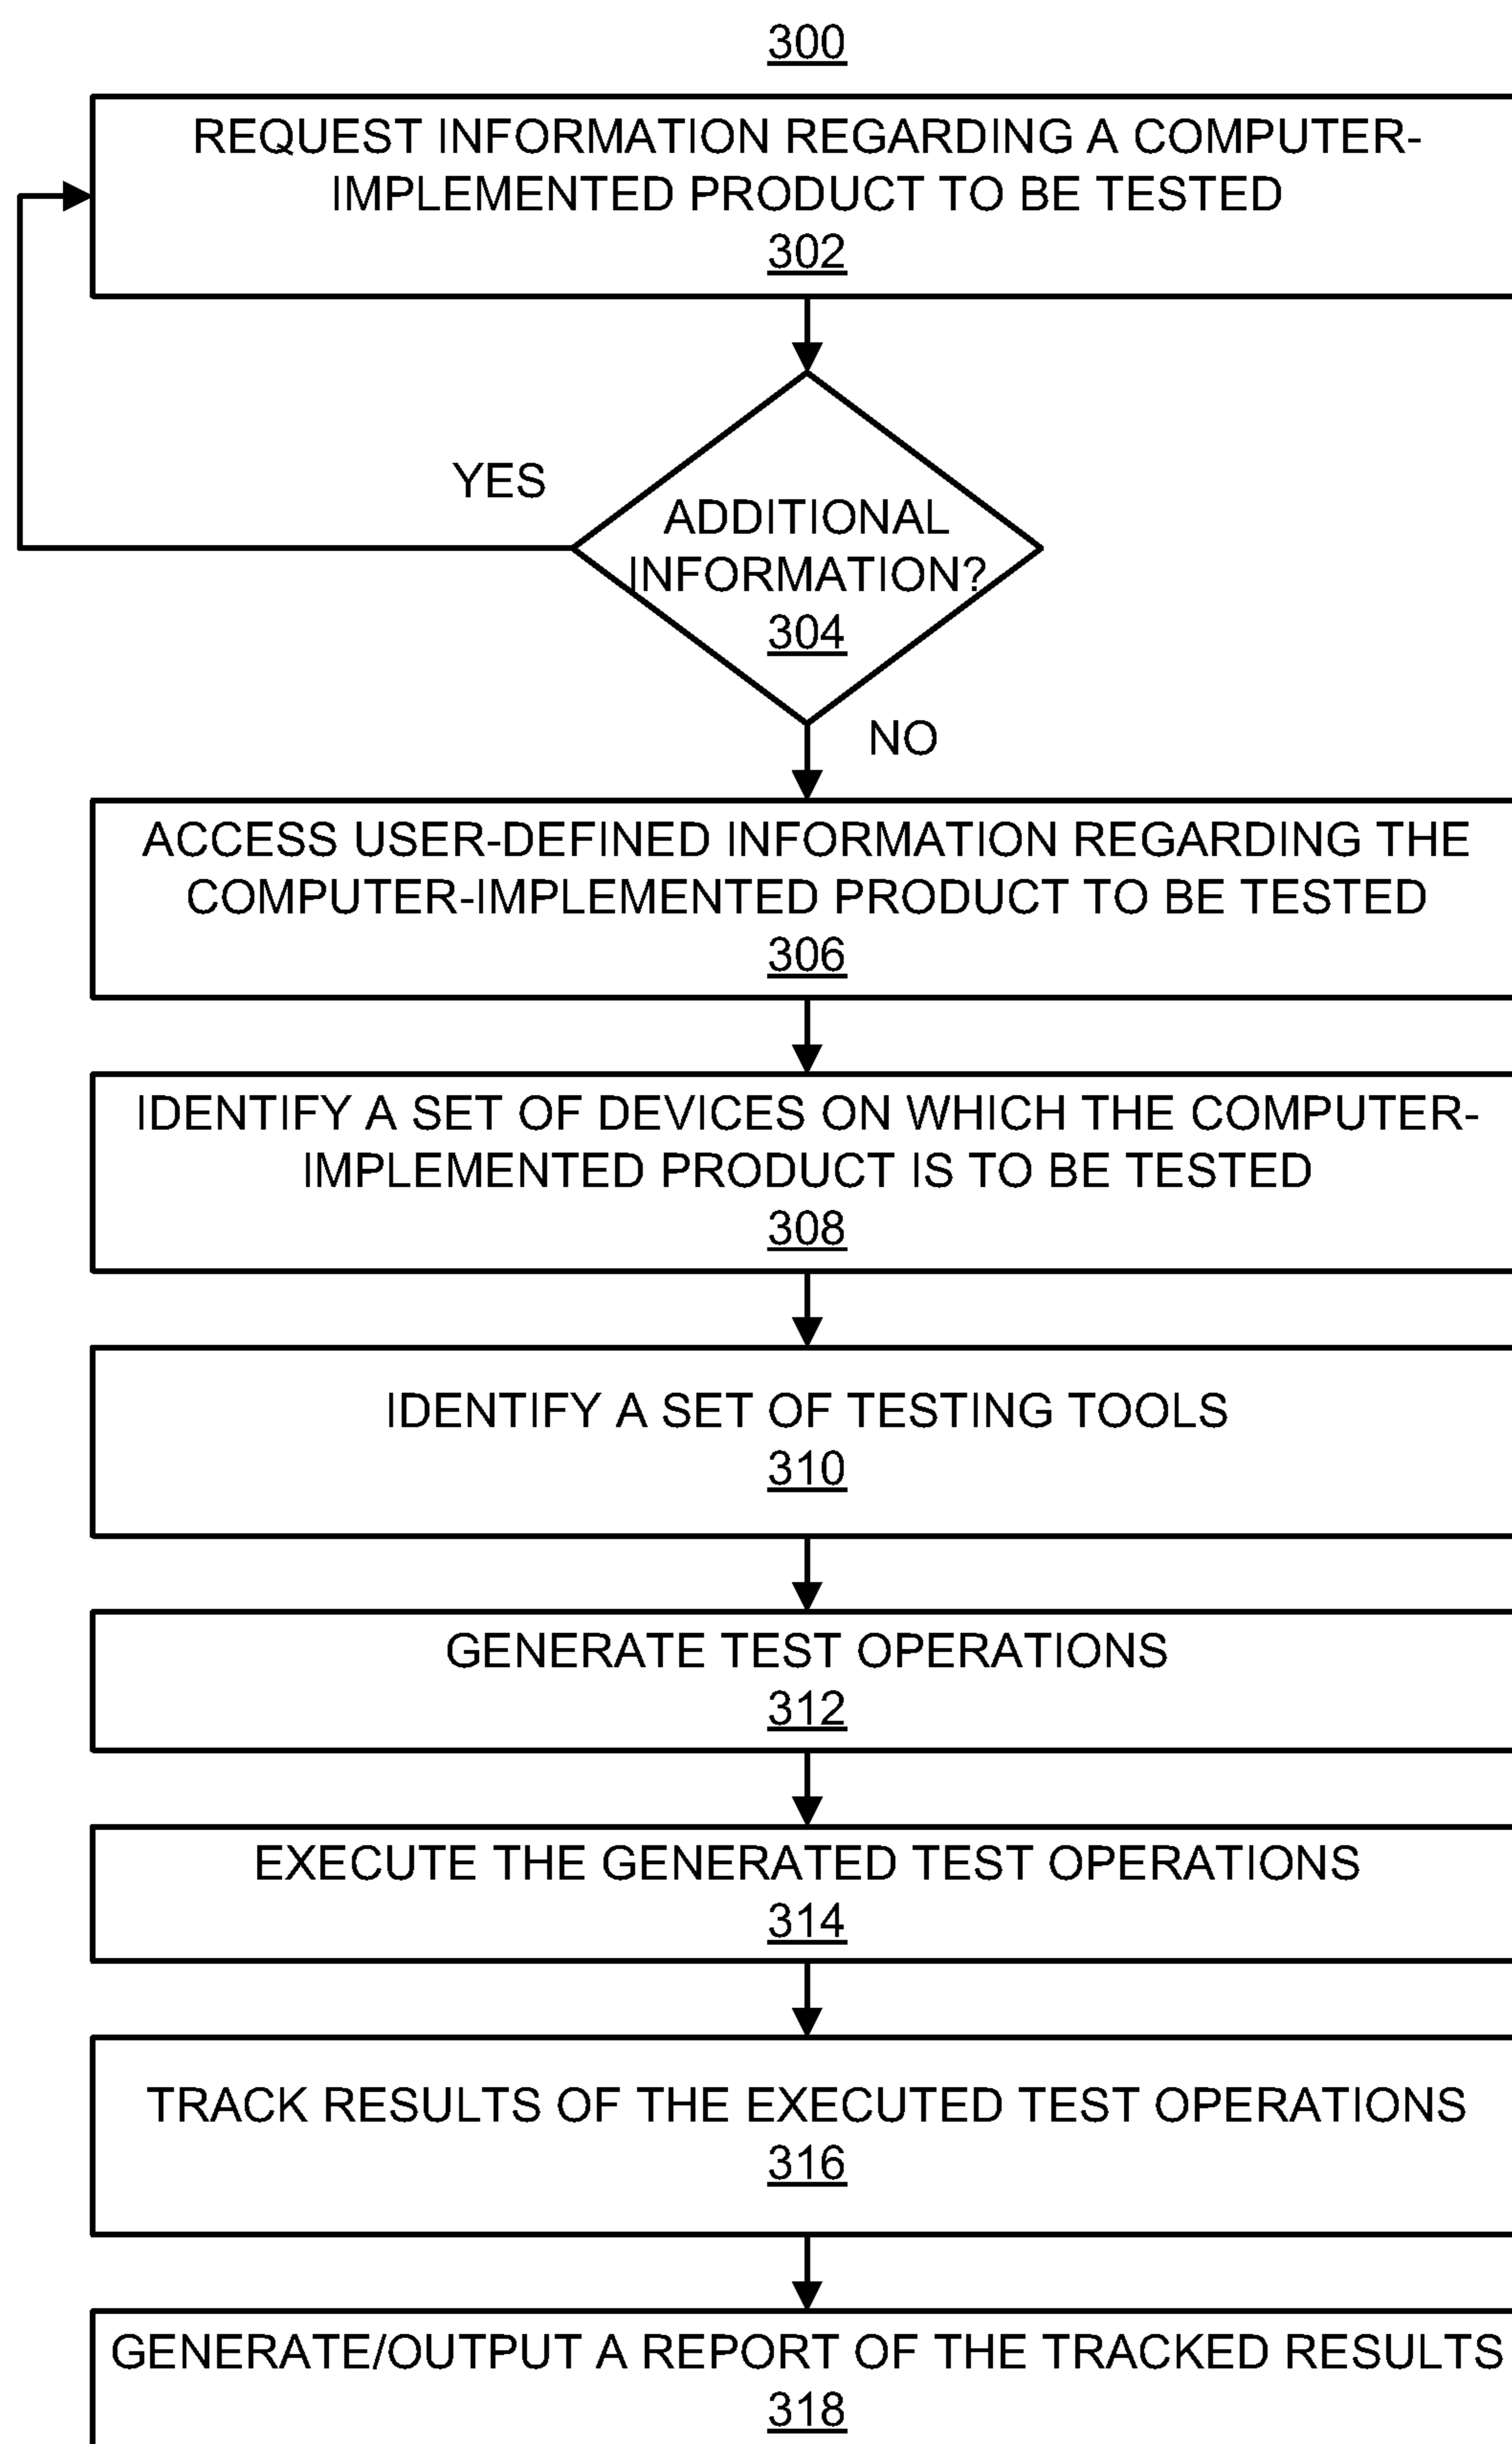 300
REQUEST INFORMATION REGARDING A COMPUTER-
IMPLEMENTED PRODUCT TO BE TESTED
302
YES
ADDITIONAL
INFORMATION?
304
NO
ACCESS USER-DEFINED INFORMATION REGARDING THE
COMPUTER-IMPLEMENTED PRODUCT TO BE TESTED
306
IDENTIFY A SET OF DEVICES ON WHICH THE COMPUTER-
IMPLEMENTED PRODUCT IS TO BE TESTED
308
IDENTIFY A SET OF TESTING TOOLS
310
GENERATE TEST OPERATIONS
312
EXECUTE THE GENERATED TEST OPERATIONS
314
TRACK RESULTS OF THE EXECUTED TEST OPERATIONS
316
GENERATE/OUTPUT A REPORT OF THE TRACKED RESULTS
318